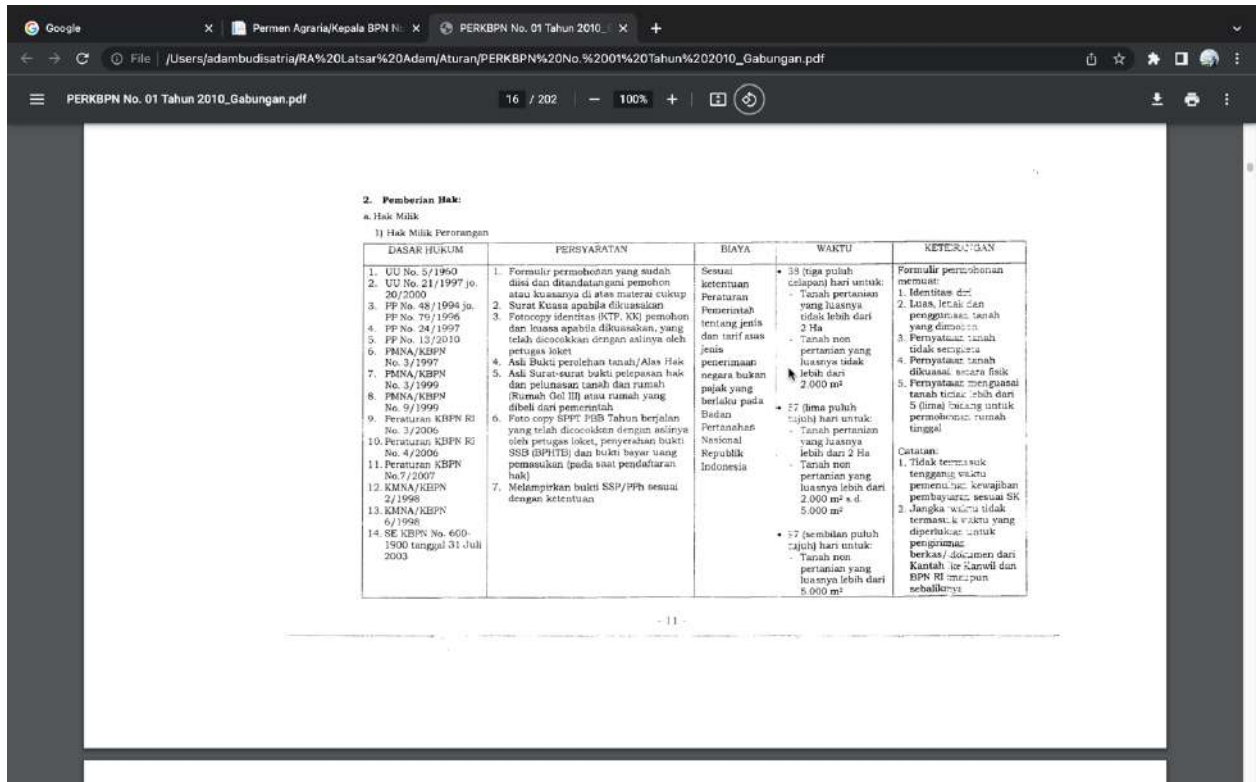 Google
Permen Agraria/Kepala BPN N
PERKBPN No. 01 Tahun 2010_
File
/Users/adambudisatria/RA%20Latsar%20Adam/Aturan/PERKBPN%20No.%2001%20Tahun%202010_Gabungan.pdf
PERKBPN No. 01 Tahun 2010_Gabungan.pdf
16 / 202
100%
2. Pemberian Hak:
a. Hak Milik
1) Hak Milik Perorangan
DASAR HUKUM
1. UU No. 5/1960
2. UU No. 21/1997 jo.
20/2000
3. PP No. 48/1994 jo.
PP No. 79/1996
4. PP No. 24/1997
5. PP No. 13/2010
6. PMNA/KBPN
No. 3/1997
7. PMNA/KBPN
No. 3/1999
8. PMNA/KBPN
No. 9/1999
9. Peraturan KBPN RI
No. 3/2006
10. Peraturan KBPN RI
No. 4/2006
11. Peraturan KBPN
No.7/2007
12. KMNA/KBPN
2/1998
13. KMNA/KBPN
6/1998
14. SE KBPN No. 600-
1900 tanggal 31 Juli
2003
PERSYARATAN
1. Formulir permohonan yang sudah
diisi dan ditandatangani pemohon
atau kuasanya di atas materai cukup
2. Surat Kuasa apabila dikuasakan
3. Fotocopy identitas (KTP, KK) pemohon
dan kuasa apabila dikuasakan, yang
telah dicocokkan dengan aslinya oleh
petugas loket
4. Asli Bukti perolehan tanah/Alas Hak
5. Asli Surat-surat bukti pelepasan hak
dan pelunasan tanah dan rumah
(Rumah Gol III) atau rumah yang
dibeli dari pemerintah
6. Foto copy SPPT PBB Tahun berjalan
yang telah dicocokkan dengan aslinya
oleh petugas loket, penyerahan bukti
SSB (BPHTB) dan bukti bayar uang
pemasukan (pada saat pendaftaran
hak)
7. Melampirkan bukti SSP/PPh sesuai
dengan ketentuan
BIAYA
Sesuai
ketentuan
Peraturan
Pemerintah
tentang jenis
dan tarif atas
jenis
penerimaan
negara bukan
pajak yang
berlaku pada
Badan
Pertanahan
Nasional
Republik
Indonesia
WAKTU
• 38 (tiga puluh
delapan) hari untuk:
- Tanah pertanian
yang luasnya
tidak lebih dari
2 Ha
- Tanah non
pertanian yang
luasnya tidak
lebih dari
2.000 m²
• 57 (lima puluh
tujuh) hari untuk:
- Tanah pertanian
yang luasnya
lebih dari 2 Ha
- Tanah non
pertanian yang
luasnya lebih dari
2.000 m² s.d.
5.000 m²
• 97 (sembilan puluh
tujuh) hari untuk:
- Tanah non
pertanian yang
luasnya lebih dari
5.000 m²
KETERANGAN
Formulir permohonan
memuat:
1. Identitas diri
2. Luas, letak dan
penggunaan tanah
yang dimohon
3. Pernyataan tanah
tidak sengketa
4. Pernyataan tanah
dikuasai secara fisik
5. Pernyataan menguasai
tanah tidak lebih dari
5 (lima) bidang untuk
permohonan rumah
tinggal
Catatan:
1. Tidak termasuk
tenggang waktu
pemenuhan kewajiban
pembayaran sesuai SK
2. Jangka waktu tidak
termasuk waktu yang
diperlukan untuk
pengiriman
berkas/dokumen dari
Kantah ke Kanwil dan
BPN RI maupun
sebaliknya
- 11 -